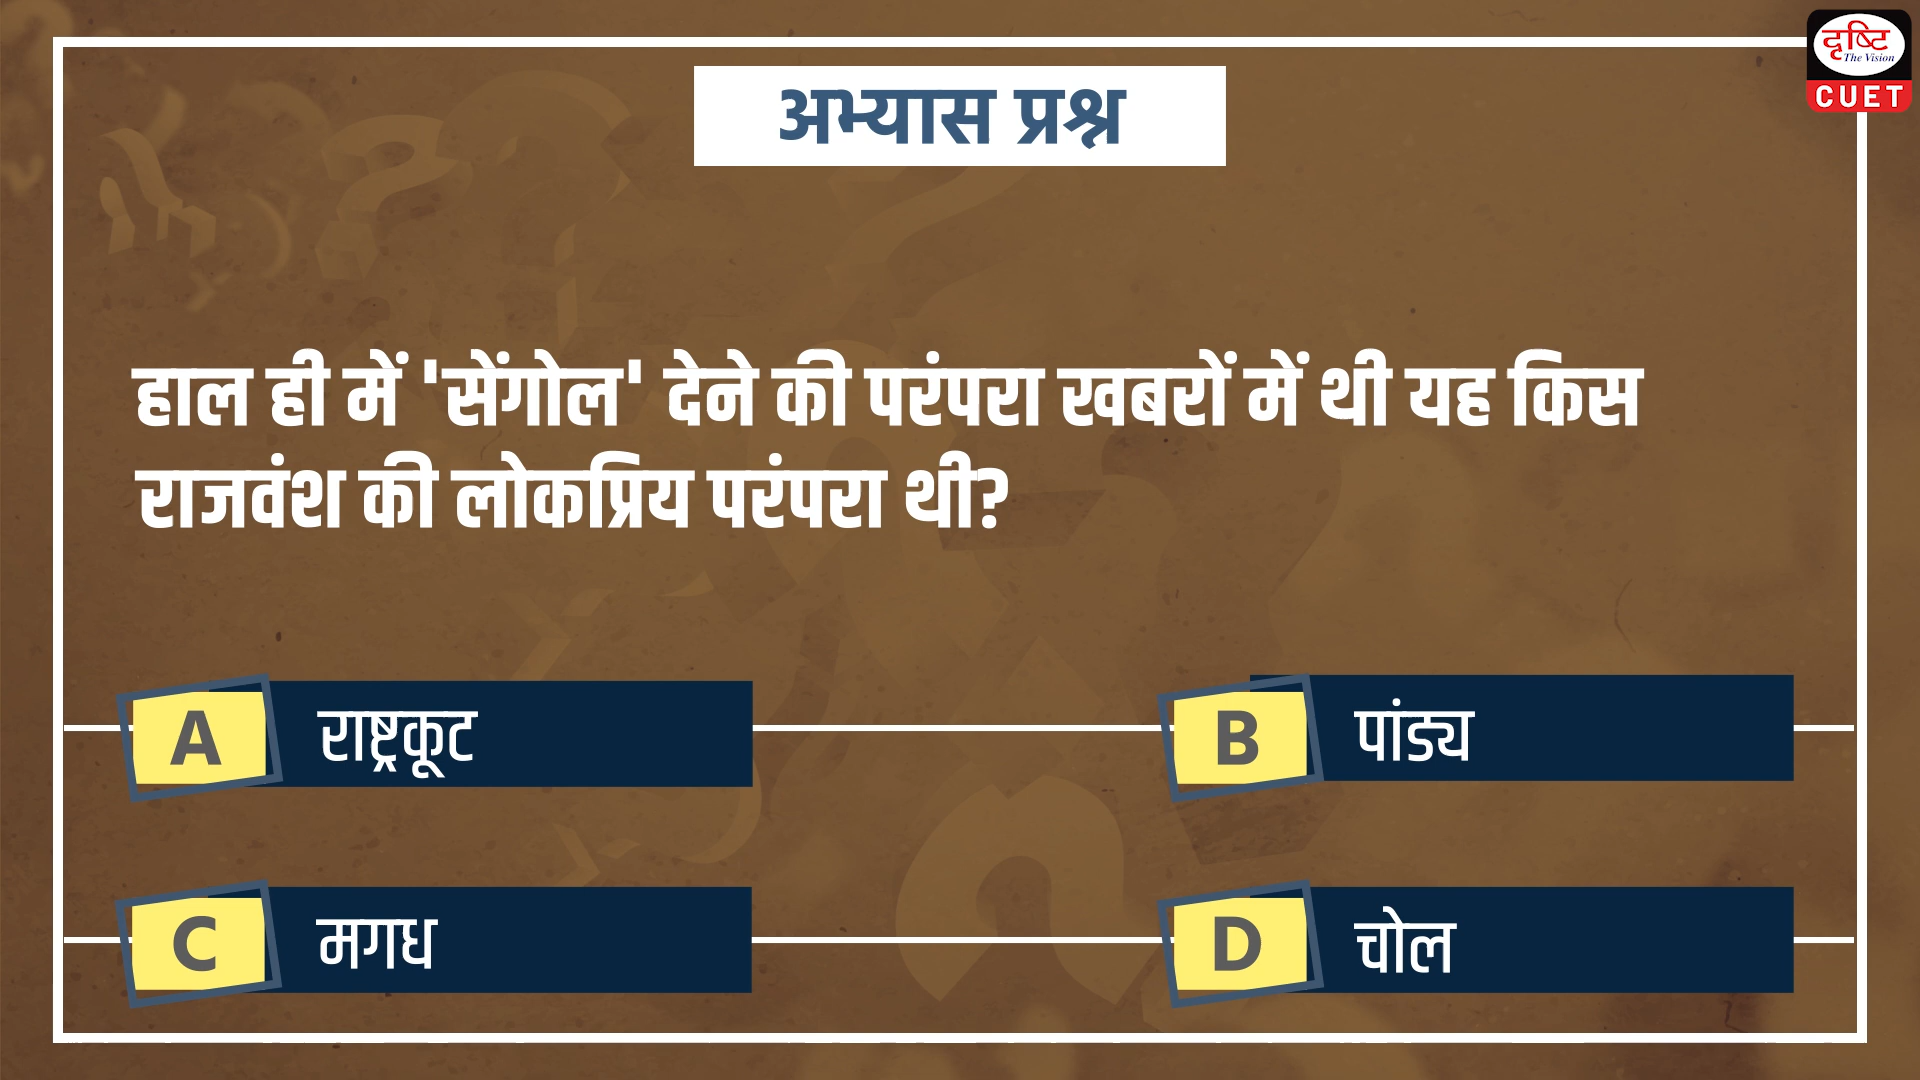 दृष्टि
The Vision
CUET
अभ्यास प्रश्न
हाल ही में 'सेंगोल' देने की परंपरा खबरों में थी यह किस
राजवंश की लोकप्रिय परंपरा थी?
A राष्ट्रकूट
B पांड्य
C मगध
D चोल